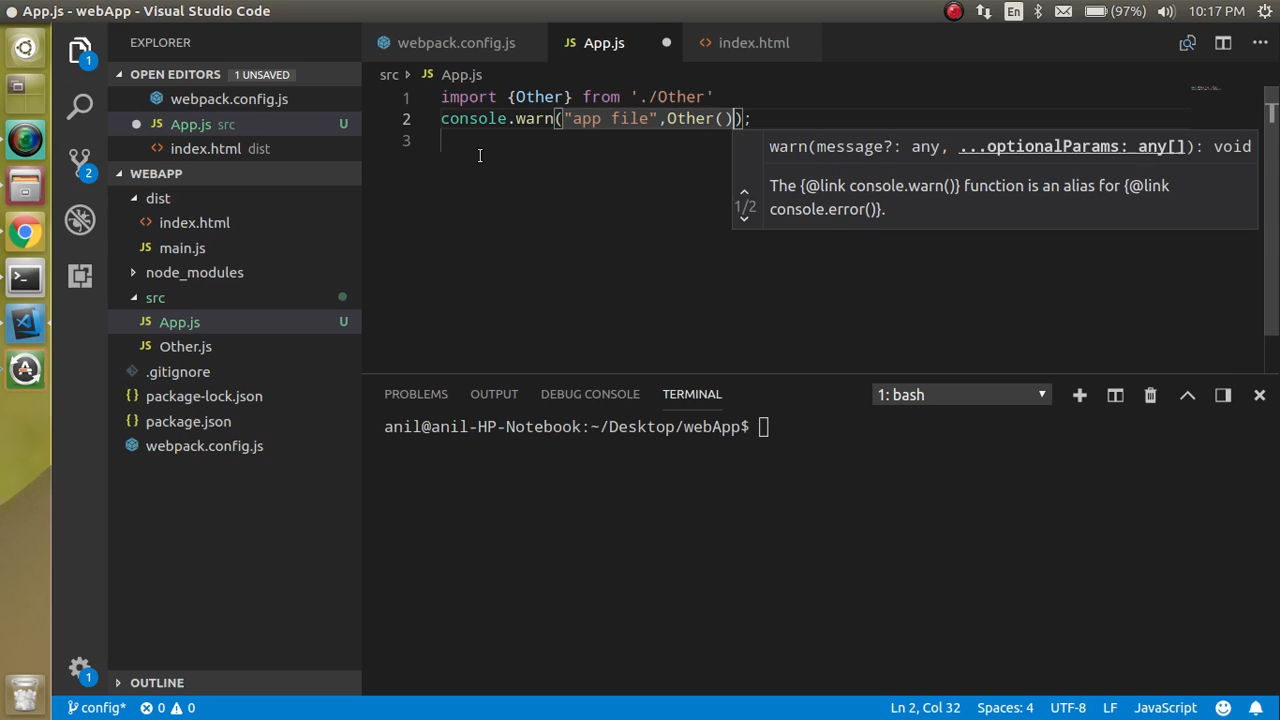 App.js - webApp - Visual Studio Code
En
(97%)
10:17 PM
1
2
1
EXPLORER
OPEN EDITORS 1 UNSAVED
webpack.config.js
JS App.js src U
<> index.html dist
WEBAPP
dist
<> index.html
JS main.js
node_modules
src
JS App.js U
JS Other.js
.gitignore
{} package-lock.json
{} package.json
webpack.config.js
OUTLINE
webpack.config.js
JS App.js
<> index.html
src JS App.js
1 import {Other} from './Other'
2 console.warn("app file",Other());
3
warn(message?: any, ...optionalParams: any[]): void
1/2
The {@link console.warn()} function is an alias for {@link
console.error()}.
PROBLEMS OUTPUT DEBUG CONSOLE TERMINAL
1: bash
anil@anil-HP-Notebook:~/Desktop/webApp$
config* 0 0
Ln 2, Col 32 Spaces: 4 UTF-8 LF JavaScript